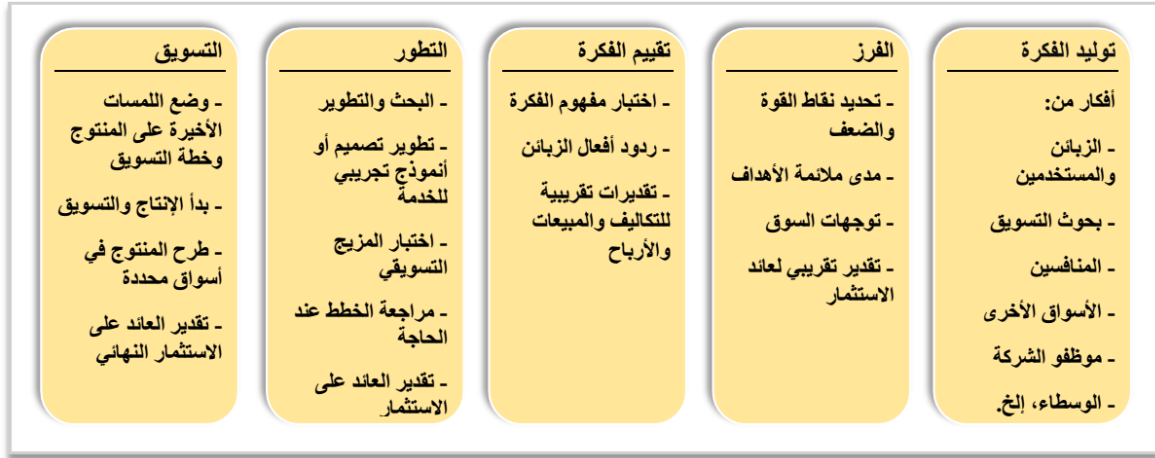 توليد الفكرة
أفكار من:
- الزبائن
والمستخدمين
- بحوث التسويق
- المنافسين
- الأسواق الأخرى
- موظفو الشركة
- الوسطاء، إلخ.
الفرز
- تحديد نقاط القوة
والضعف
- مدى ملائمة الأهداف
- توجهات السوق
- تقدير تقريبي لعائد
الاستثمار
تقييم الفكرة
- اختبار مفهوم الفكرة
- ردود أفعال الزبائن
- تقديرات تقريبية
للتكاليف والمبيعات
والأرباح
التطور
- البحث والتطوير
- تطوير تصميم أو
أنموذج تجريبي
للخدمة
- اختبار المزيج
التسويقي
- مراجعة الخطط عند
الحاجة
- تقدير العائد على
الاستثمار
التسويق
- وضع اللمسات
الأخيرة على المنتوج
وخطة التسويق
- بدأ الإنتاج والتسويق
- طرح المنتوج في
أسواق محددة
- تقدير العائد على
الاستثمار النهائي